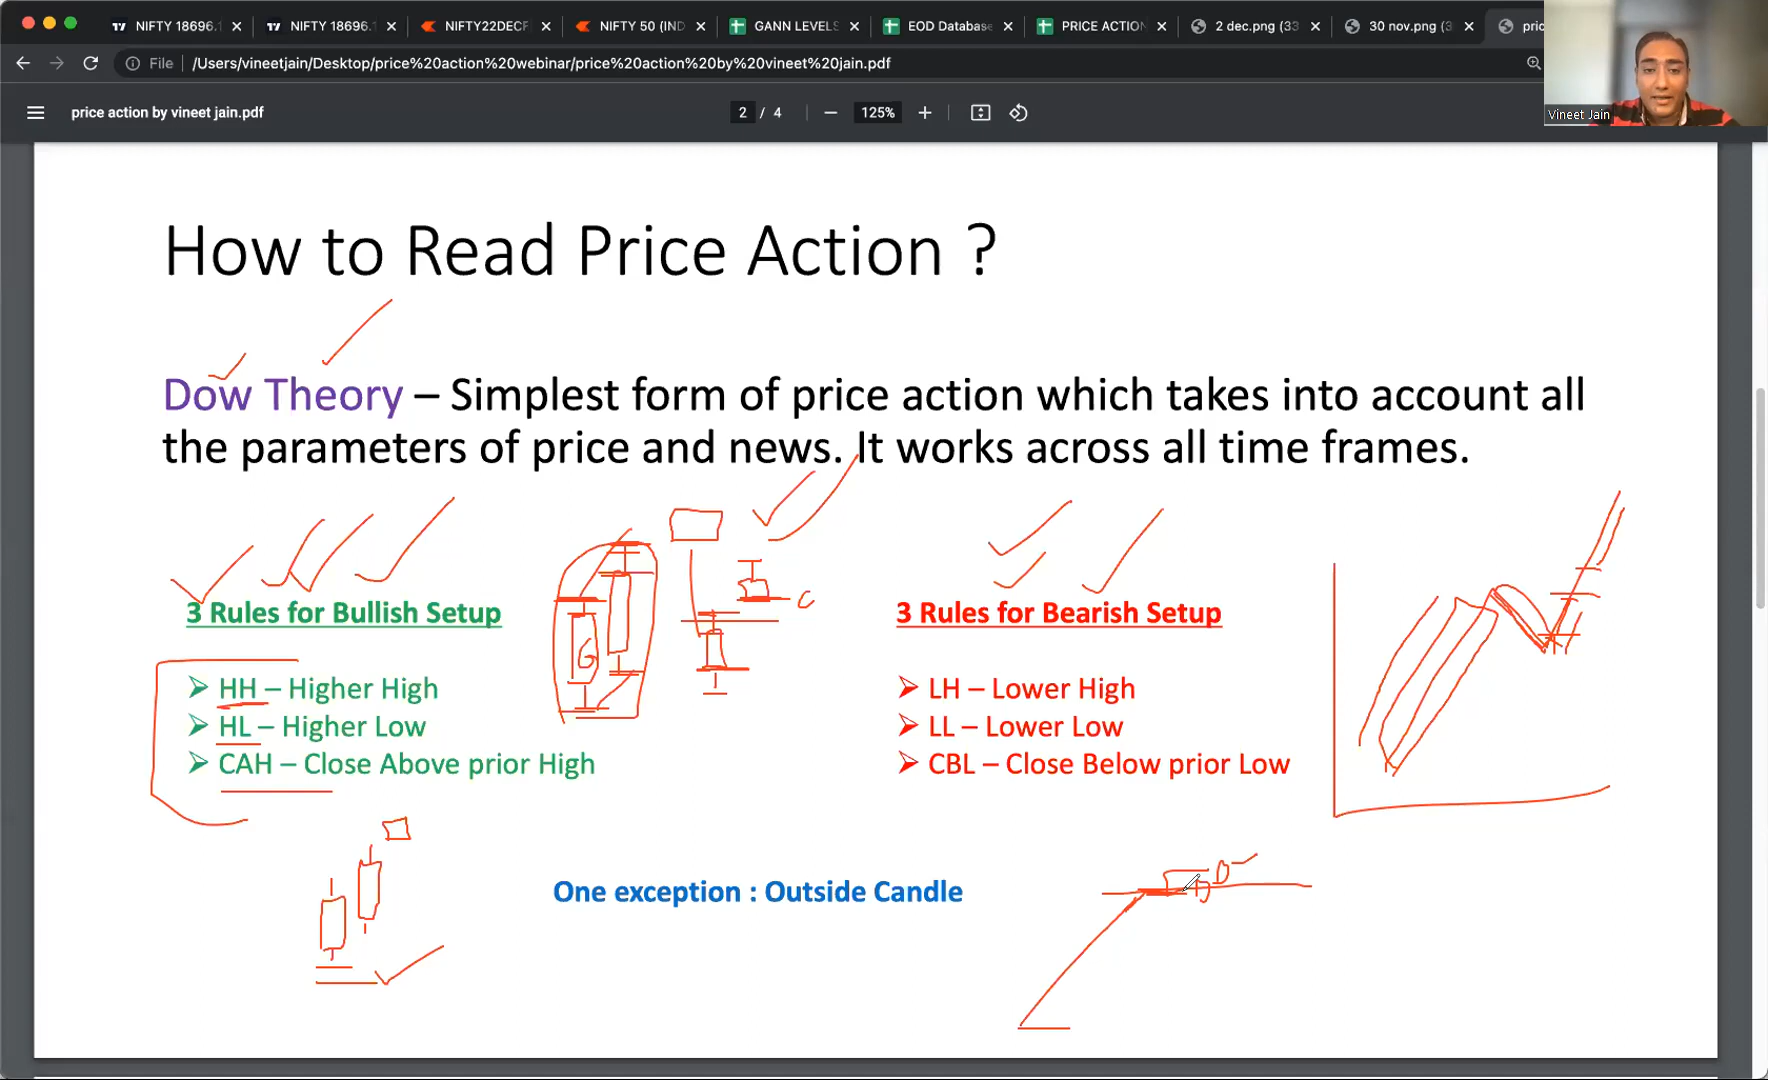 NIFTY 18696.
NIFTY 18696.
NIFTY22DECF
NIFTY 50 (IND
GANN LEVELS
EOD Database
PRICE ACTION
2 dec.png (33
30 nov.png (3
File
/Users/vineetjain/Desktop/price%20action%20webinar/price%20action%20by%20vineet%20jain.pdf
Vineet Jain
price action by vineet jain.pdf
2 / 4
125%
How to Read Price Action ?
Dow Theory – Simplest form of price action which takes into account all
the parameters of price and news. It works across all time frames.
3 Rules for Bullish Setup
HH – Higher High
HL – Higher Low
CAH – Close Above prior High
G
C
3 Rules for Bearish Setup
LH – Lower High
LL – Lower Low
CBL – Close Below prior Low
One exception : Outside Candle